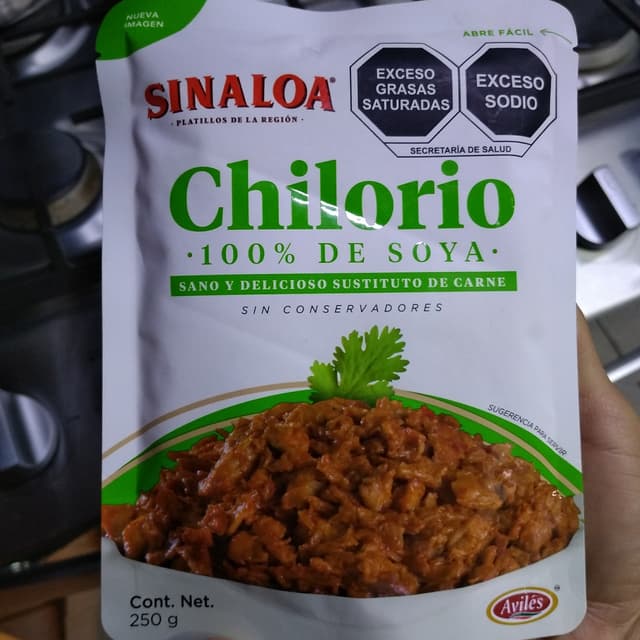 NUEVA
IMAGEN
ABRE FÁCIL
SINALOA®
· PLATILLOS DE LA REGIÓN ·
EXCESO
GRASAS
SATURADAS
EXCESO
SODIO
SECRETARÍA DE SALUD
Chilorio
·100% DE SOYA·
SANO Y DELICIOSO SUSTITUTO DE CARNE
SIN CONSERVADORES
SUGERENCIA PARA SERVIR
Cont. Net.
250 g
Avilés